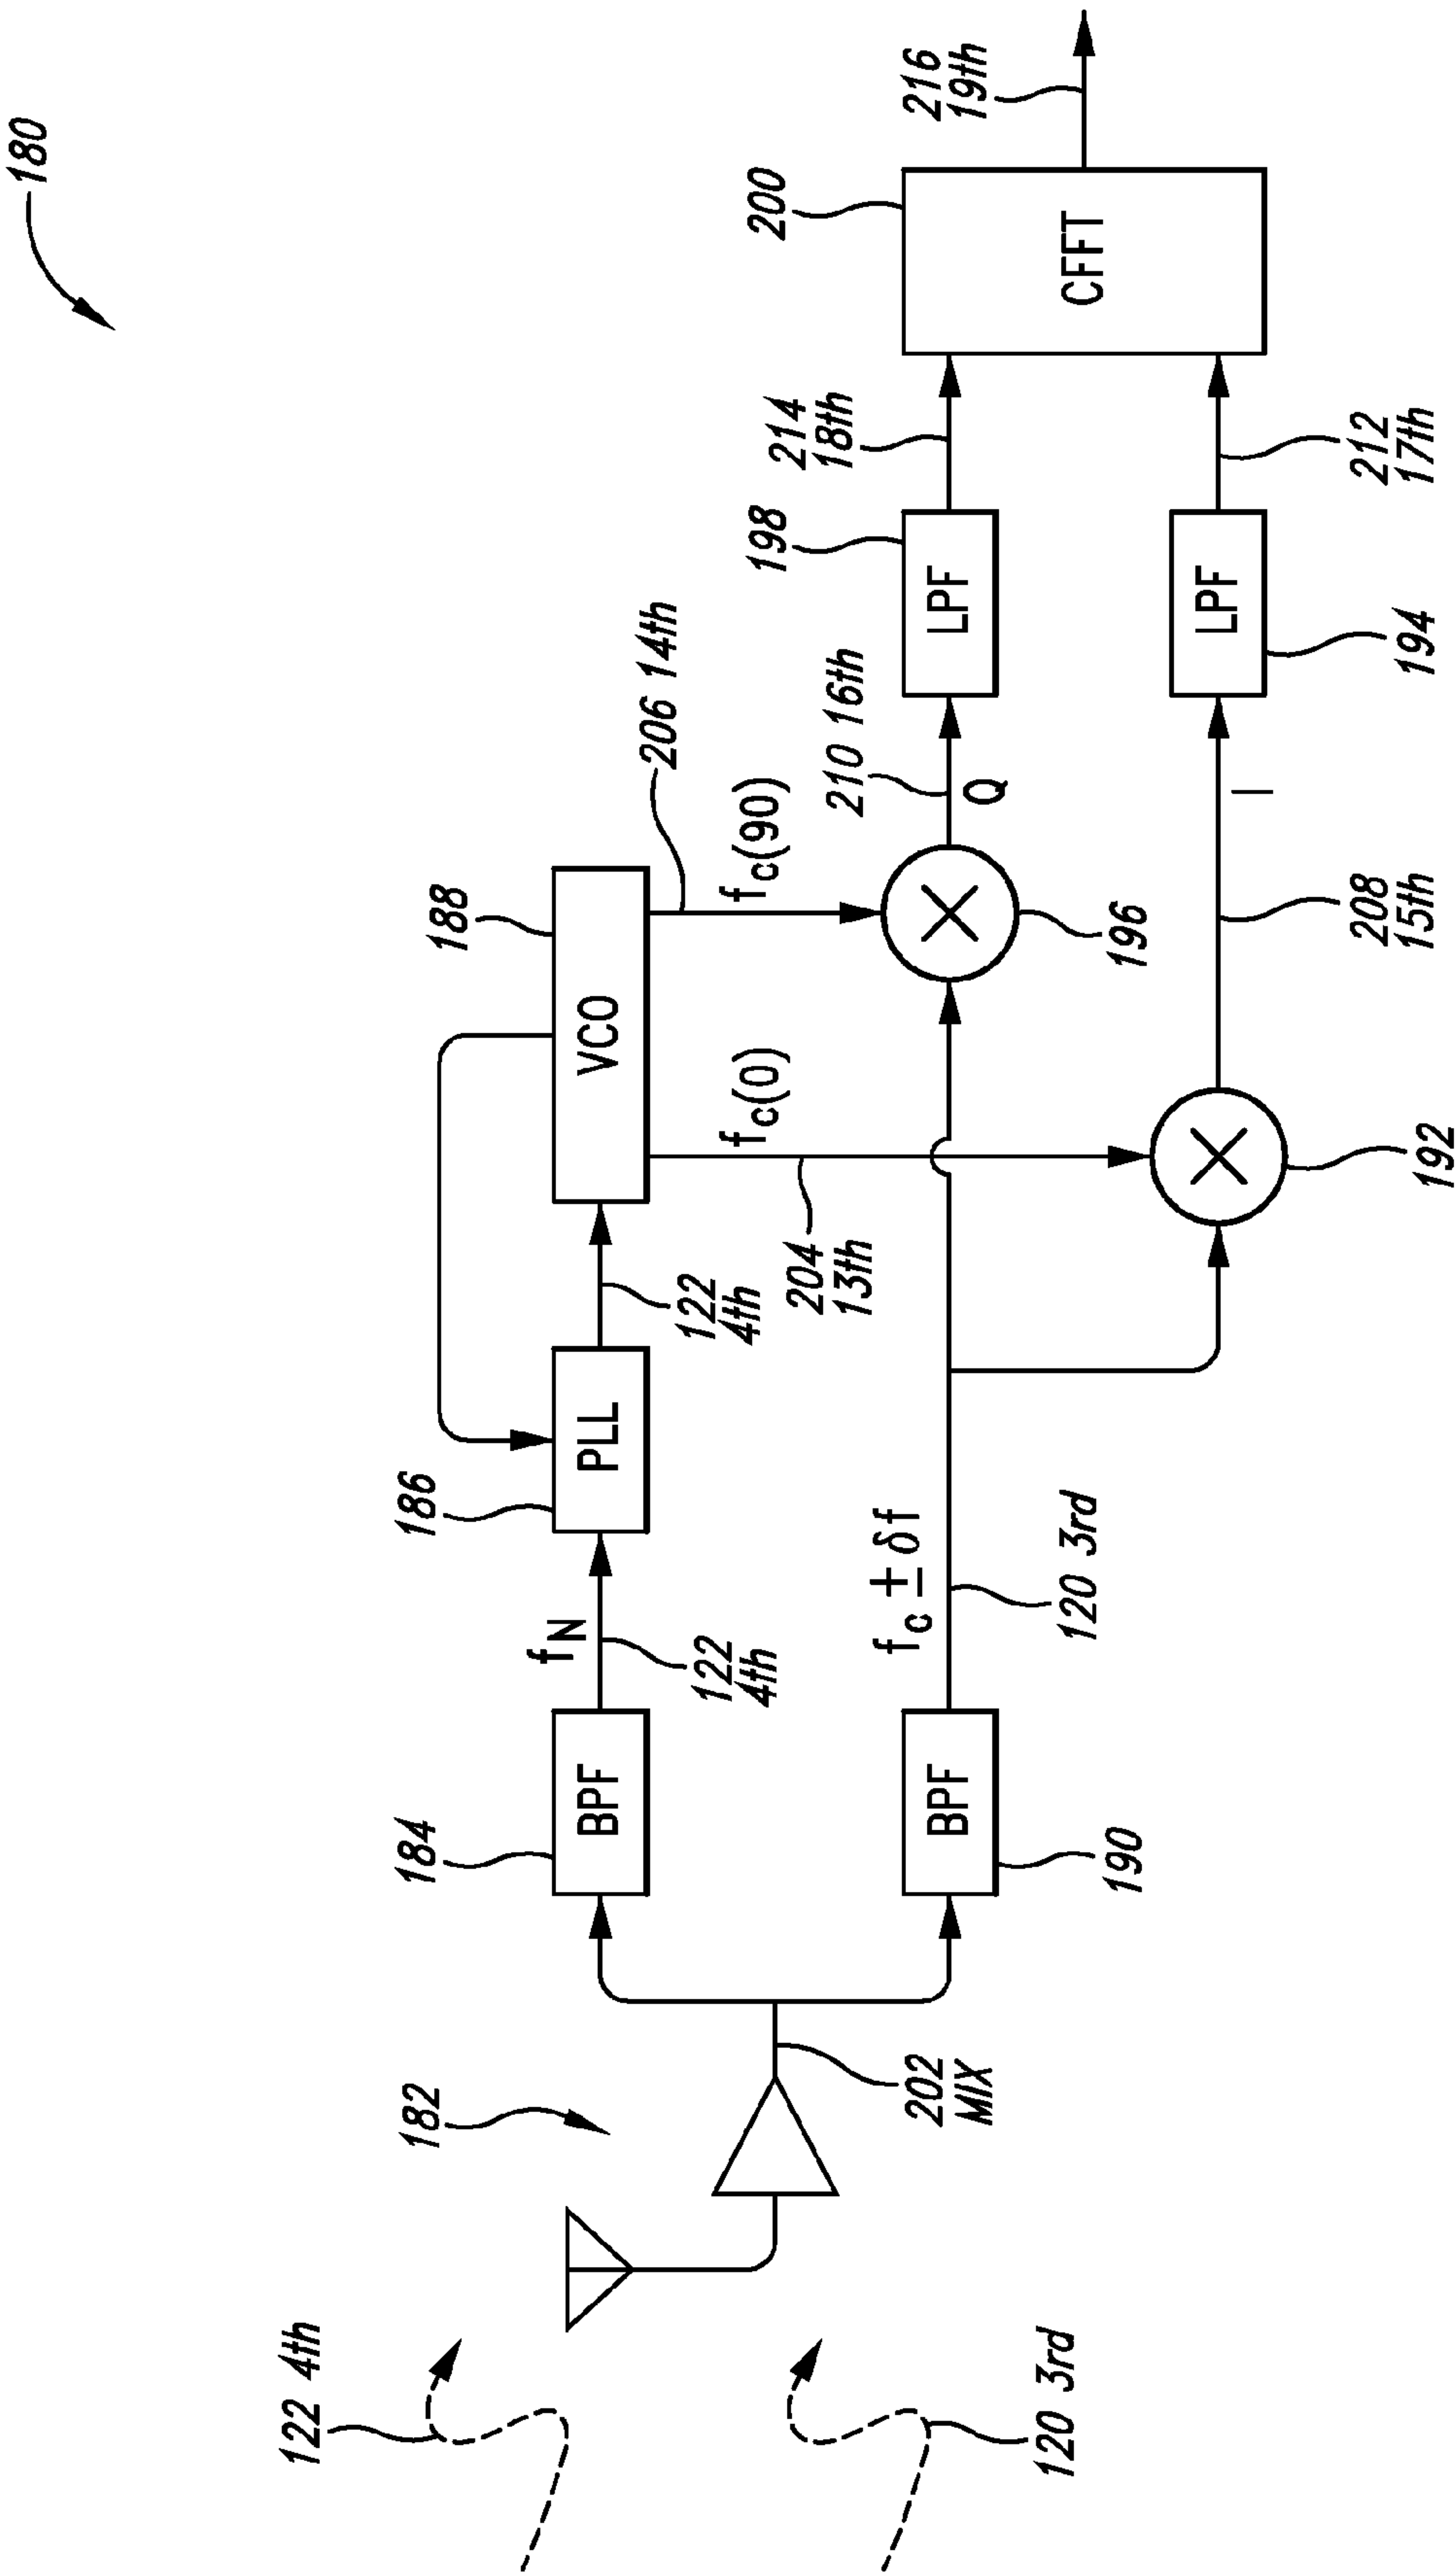 180
122 4th
120 3rd
182
202
MIX
184
BPF
f_N
122
4th
186
PLL
122
4th
188
VCO
190
BPF
f_c ± δf
120 3rd
f_c(0)
204
13th
f_c(90)
206 14th
196
192
210 16th
Q
208
15th
I
198
LPF
194
LPF
214
18th
212
17th
200
CFFT
216
19th